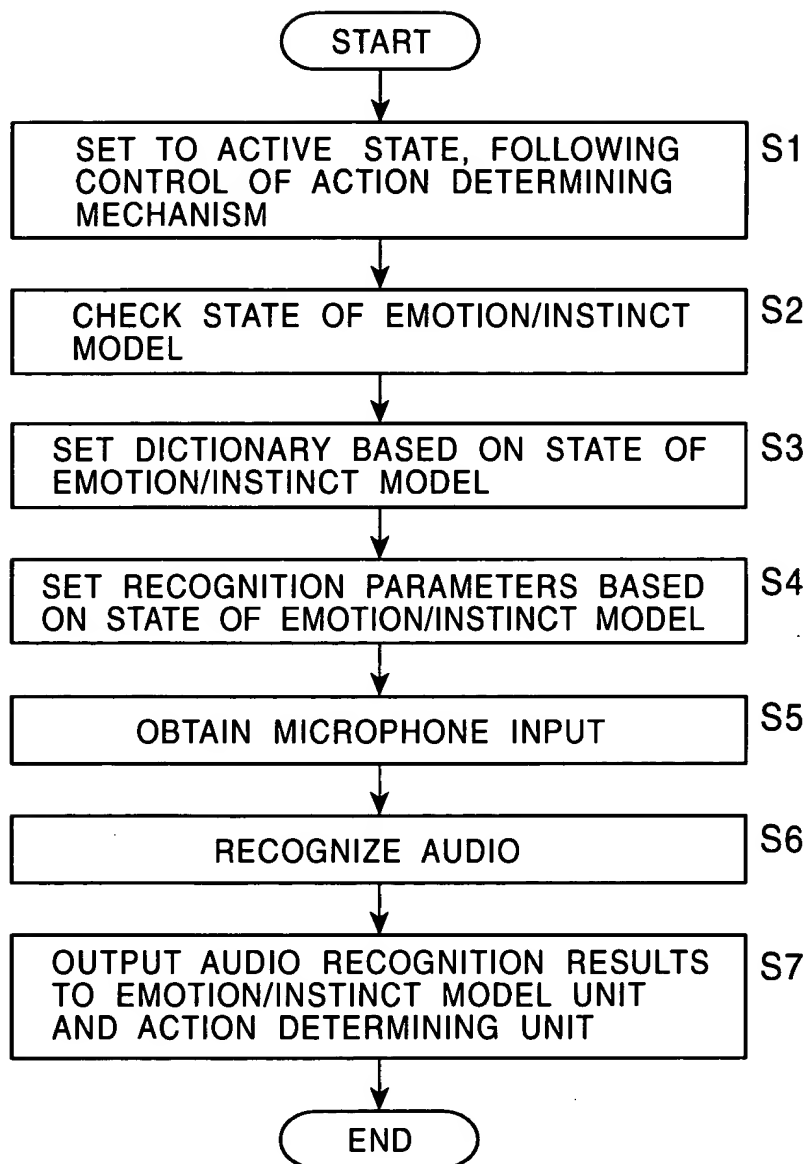 START
SET TO ACTIVE STATE, FOLLOWING
CONTROL OF ACTION DETERMINING
MECHANISM
S1
CHECK STATE OF EMOTION/INSTINCT
MODEL
S2
SET DICTIONARY BASED ON STATE OF
EMOTION/INSTINCT MODEL
S3
SET RECOGNITION PARAMETERS BASED
ON STATE OF EMOTION/INSTINCT MODEL
S4
OBTAIN MICROPHONE INPUT
S5
RECOGNIZE AUDIO
S6
OUTPUT AUDIO RECOGNITION RESULTS
TO EMOTION/INSTINCT MODEL UNIT
AND ACTION DETERMINING UNIT
S7
END